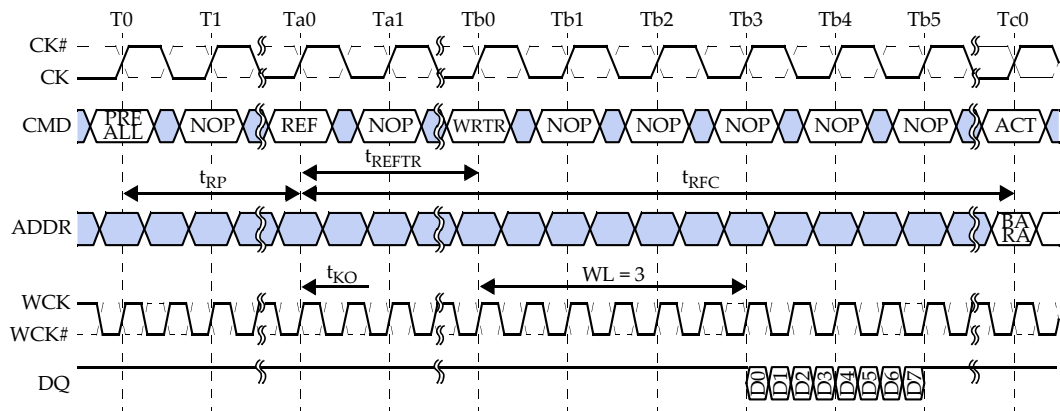 T0 T1 Ta0 Ta1 Tb0 Tb1 Tb2 Tb3 Tb4 Tb5 Tc0
CK#
CK
CMD PRE ALL NOP REF NOP WRTR NOP NOP NOP NOP NOP ACT
tREFTR
tRP tRFC
ADDR BA RA
tKO WL = 3
WCK
WCK#
DQ D0 D1 D2 D3 D4 D5 D6 D7